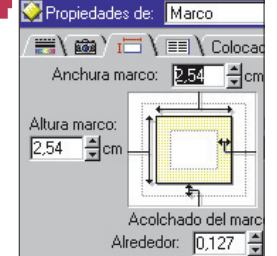 Propiedades de: Marco
Colocac
Anchura marco: 2,54 cm
Altura marco:
2,54 cm
Acolchado del marc
Alrededor: 0,127